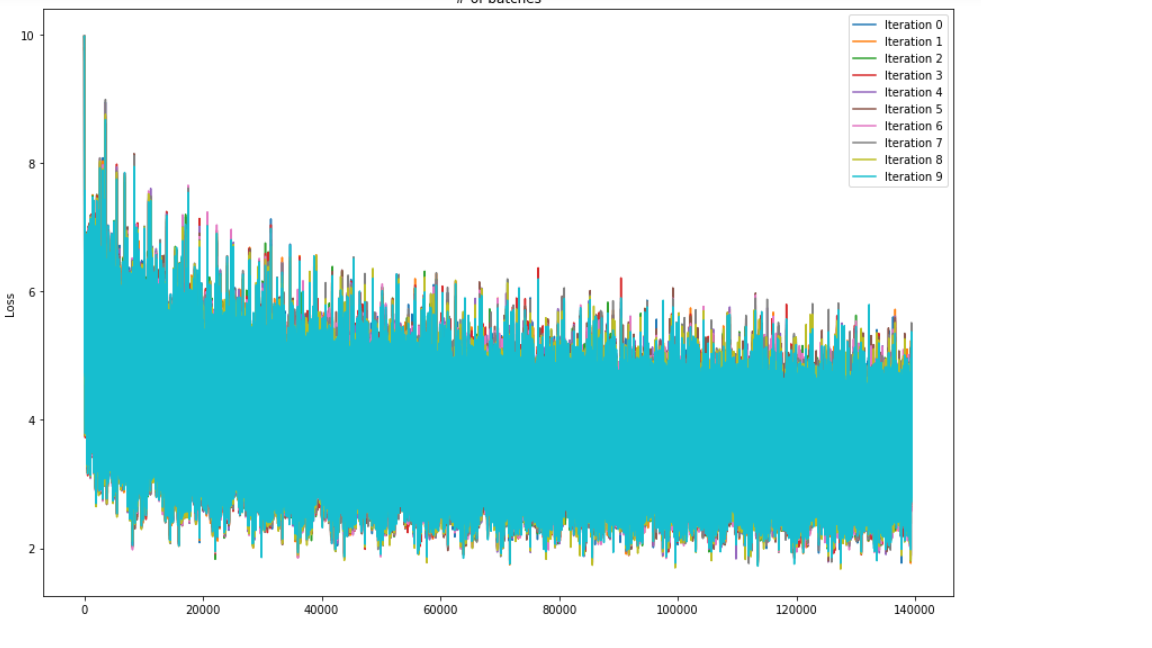 # of batches
10
8
6
4
2
Loss
0
20000
40000
60000
80000
100000
120000
140000
Iteration 0
Iteration 1
Iteration 2
Iteration 3
Iteration 4
Iteration 5
Iteration 6
Iteration 7
Iteration 8
Iteration 9